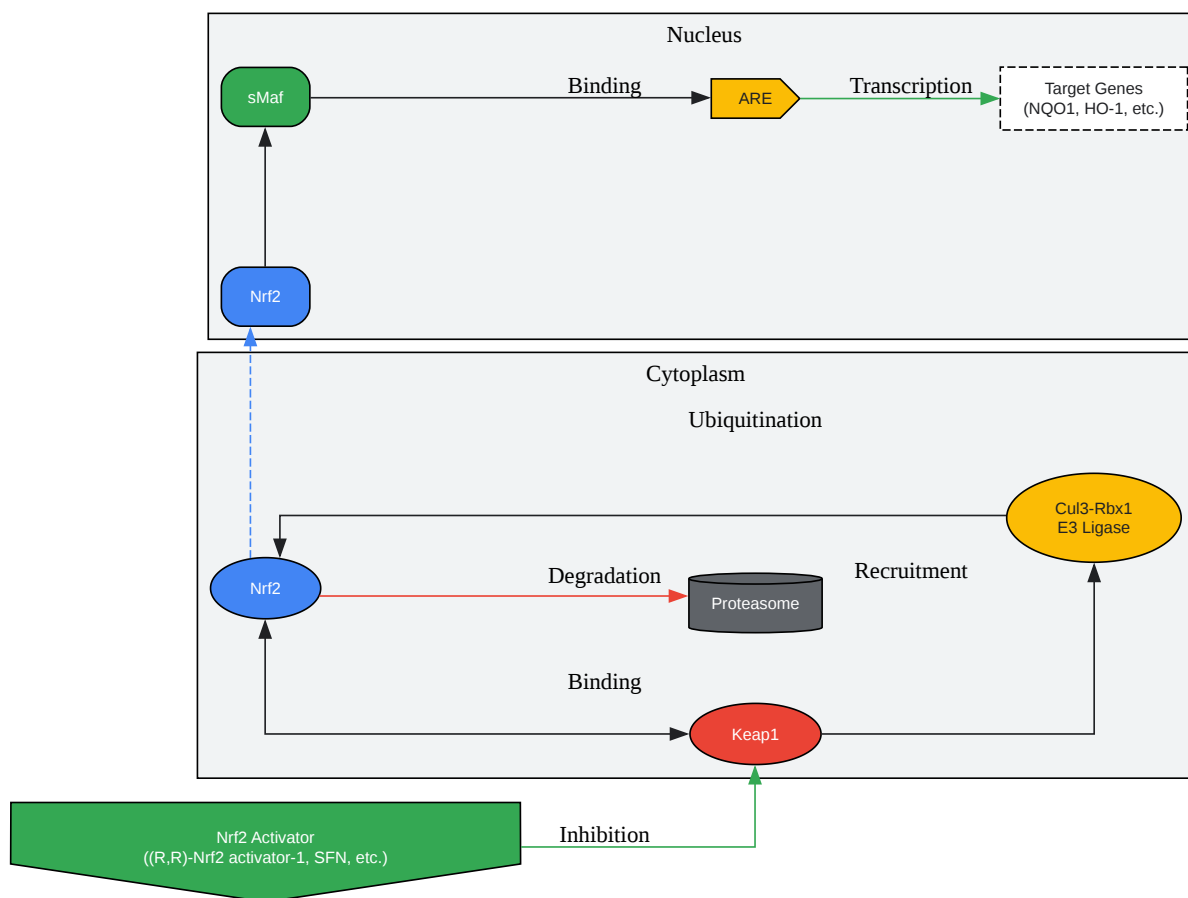 Nucleus
sMaf
Binding
ARE
Transcription
Target Genes
(NQO1, HO-1, etc.)
Nrf2
Cytoplasm
Ubiquitination
Cul3-Rbx1
E3 Ligase
Nrf2
Degradation
Proteasome
Recruitment
Binding
Keap1
Nrf2 Activator
((R,R)-Nrf2 activator-1, SFN, etc.)
Inhibition